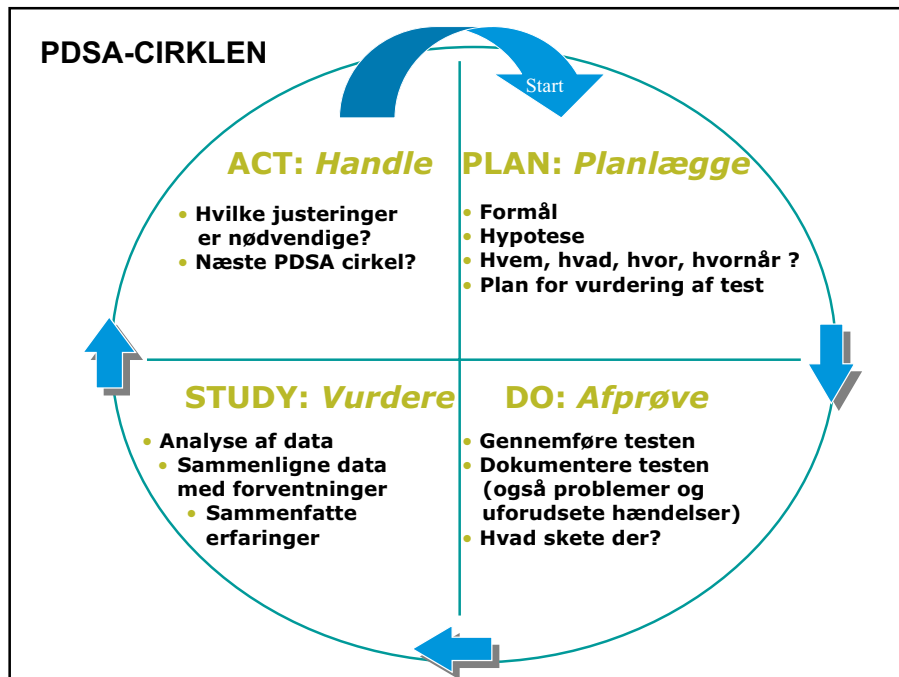 PDSA-CIRKLEN
Start
ACT: Handle
• Hvilke justeringer
er nødvendige?
• Næste PDSA cirkel?
PLAN: Planlægge
• Formål
• Hypotese
• Hvem, hvad, hvor, hvornår ?
• Plan for vurdering af test
STUDY: Vurdere
• Analyse af data
• Sammenligne data
med forventninger
• Sammenfatte
erfaringer
DO: Afprøve
• Gennemføre testen
• Dokumentere testen
(også problemer og
uforudsete hændelser)
• Hvad skete der?